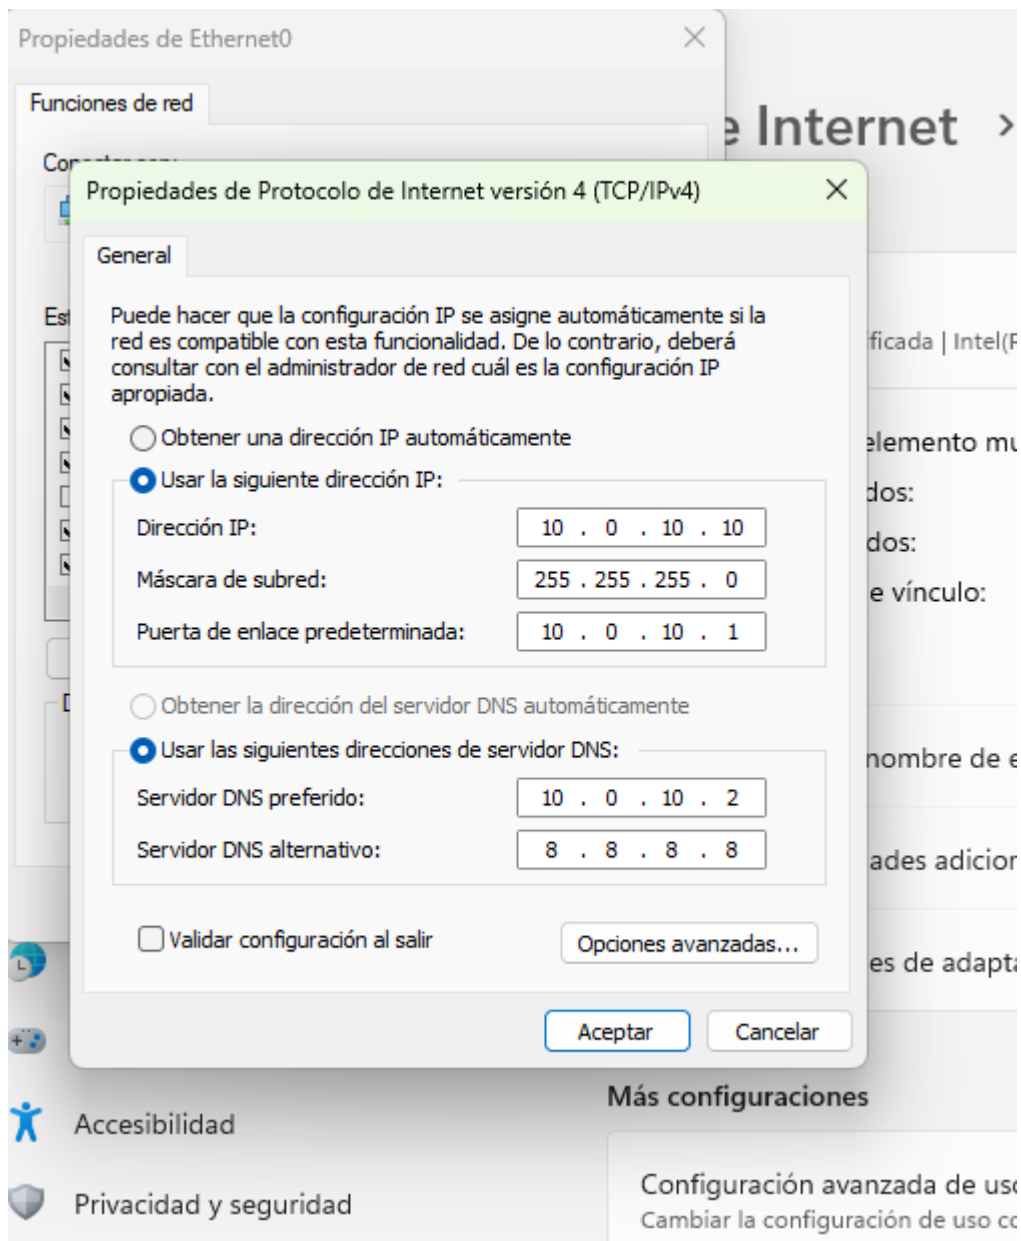 Propiedades de Ethernet0
Funciones de red
e Internet >
Propiedades de Protocolo de Internet versión 4 (TCP/IPv4)
General
Puede hacer que la configuración IP se asigne automáticamente si la
red es compatible con esta funcionalidad. De lo contrario, deberá
consultar con el administrador de red cuál es la configuración IP
apropiada.
ficada | Intel(R
Obtener una dirección IP automáticamente
elemento mu
Usar la siguiente dirección IP:
dos:
Dirección IP: 10 . 0 . 10 . 10
dos:
Máscara de subred: 255 . 255 . 255 . 0
e vínculo:
Puerta de enlace predeterminada: 10 . 0 . 10 . 1
Obtener la dirección del servidor DNS automáticamente
Usar las siguientes direcciones de servidor DNS:
nombre de e
Servidor DNS preferido: 10 . 0 . 10 . 2
Servidor DNS alternativo: 8 . 8 . 8 . 8
ades adicion
Validar configuración al salir
Opciones avanzadas...
es de adapta
Aceptar
Cancelar
Más configuraciones
Accesibilidad
Configuración avanzada de uso
Privacidad y seguridad
Cambiar la configuración de uso co